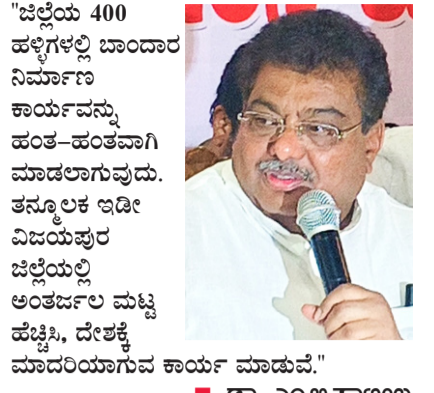 "ಜಿಲ್ಲೆಯ 400
ಹಳ್ಳಿಗಳಲ್ಲಿ ಬಾಂದಾರ
ನಿರ್ಮಾಣ
ಕಾರ್ಯವನ್ನು
ಹಂತ–ಹಂತವಾಗಿ
ಮಾಡಲಾಗುವುದು.
ತನ್ಮೂಲಕ ಇಡೀ
ವಿಜಯಪುರ
ಜಿಲ್ಲೆಯಲ್ಲಿ
ಅಂತರ್ಜಲ ಮಟ್ಟ
ಹೆಚ್ಚಿಸಿ, ದೇಶಕ್ಕೆ
ಮಾದರಿಯಾಗುವ ಕಾರ್ಯ ಮಾಡುವೆ."